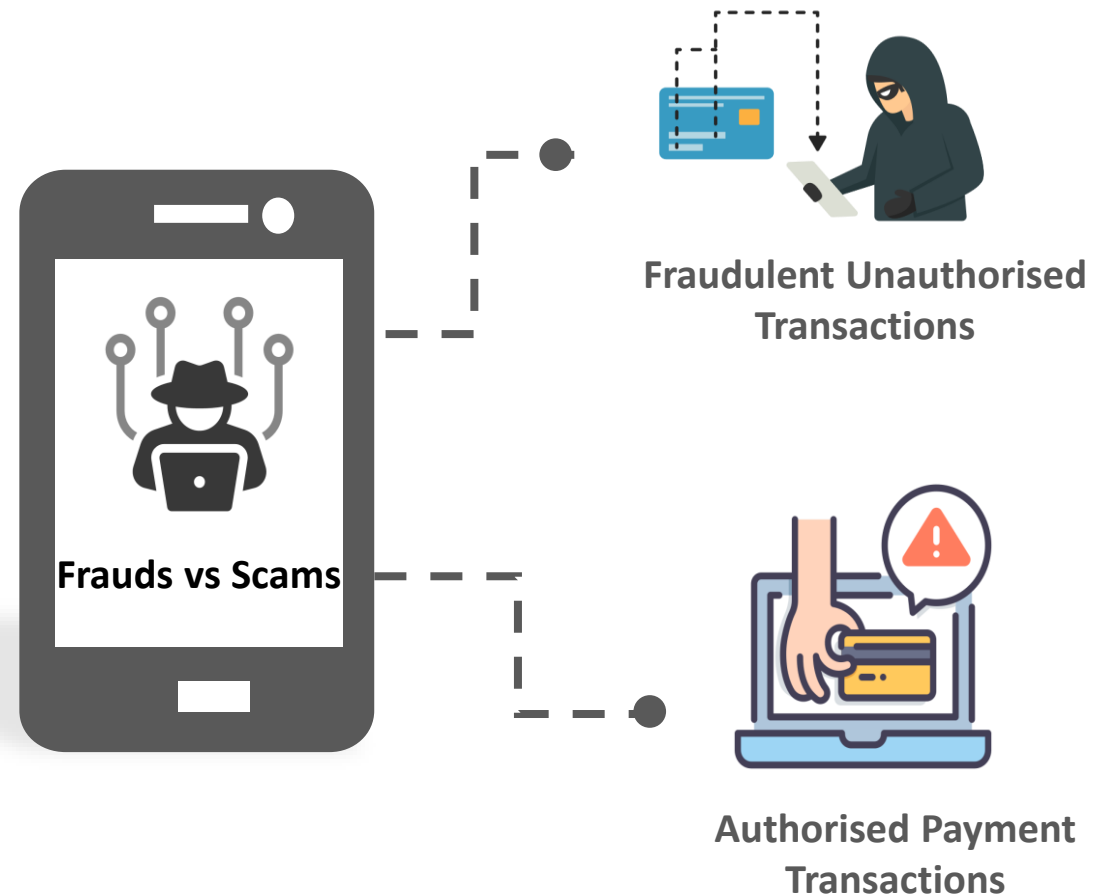 Fraudulent Unauthorised
Transactions
Frauds vs Scams
Authorised Payment
Transactions